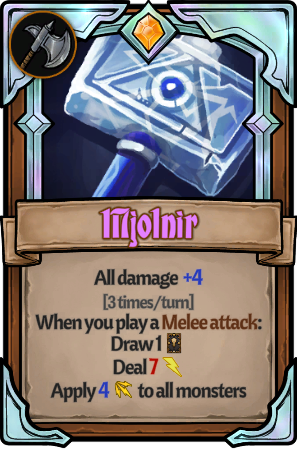 Mjolnir
All damage +4
[3 times/turn]
When you play a Melee attack:
Draw 1
Deal 7
Apply 4 to all monsters